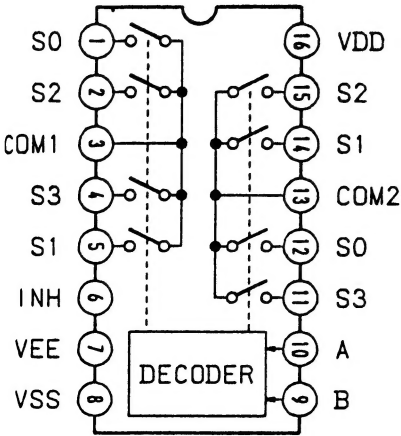 S0 1 16 VDD
S2 2 15 S2
COM1 3 14 S1
S3 4 13 COM2
S1 5 12 S0
INH 6 11 S3
VEE 7 10 A
VSS 8 9 B
DECODER